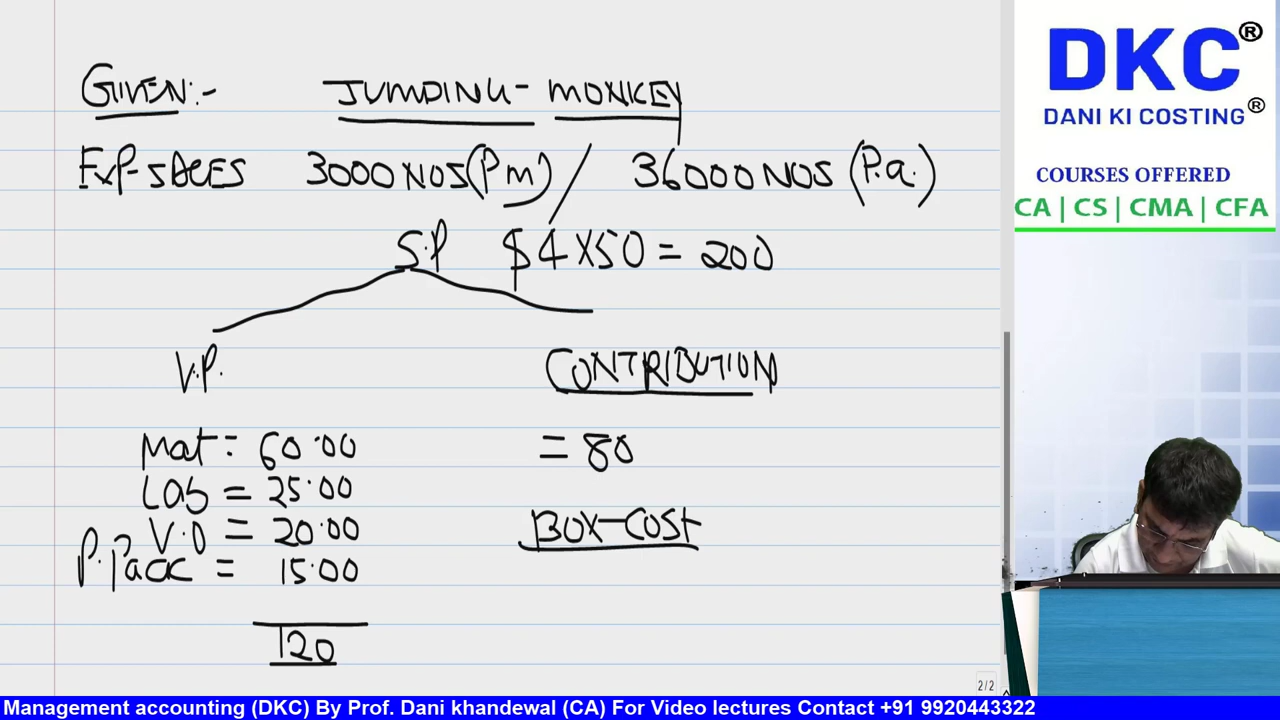 GIVEN:- JUMPING- MONKEY
EXP-SALES 3000 NOS (Pm) / 36000 NOS (P.a.)
S.P $4 X 50 = 200
V.P. CONTRIBUTION
Mat = 60.00 = 80
Lab = 25.00
V.O = 20.00 BOX-COST
P.Pack = 15.00
120
2/2
DKC®
DANI KI COSTING®
COURSES OFFERED
CA | CS | CMA | CFA
Management accounting (DKC) By Prof. Dani khandewal (CA) For Video lectures Contact +91 9920443322